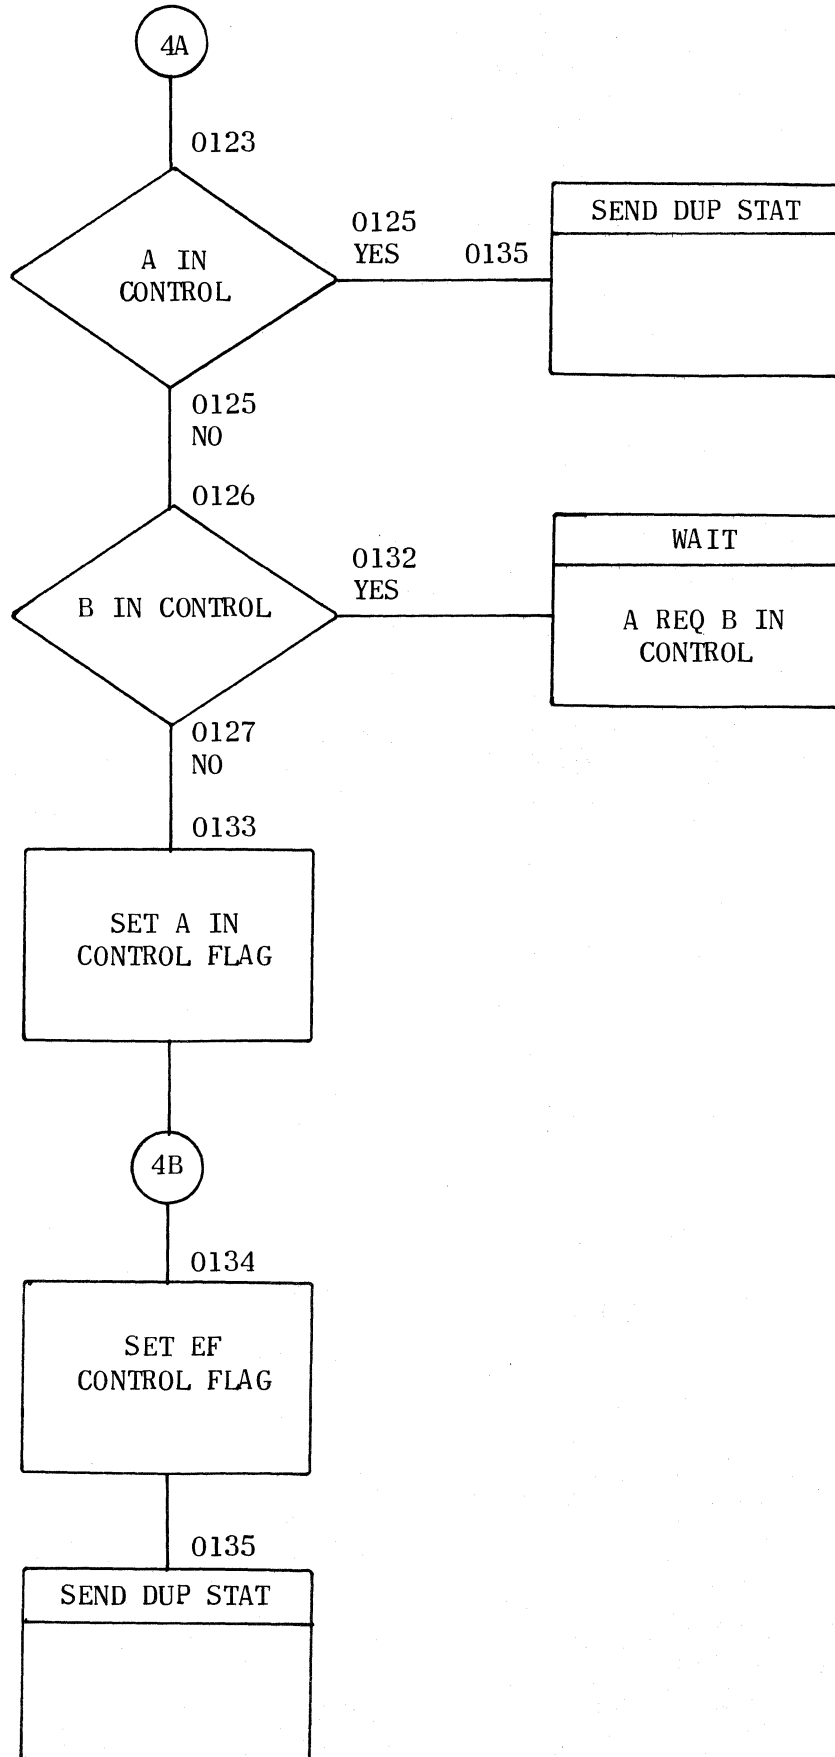 4A
0123
A IN
CONTROL
0125
YES
0135
SEND DUP STAT
0125
NO
0126
B IN CONTROL
0132
YES
WAIT
A REQ B IN
CONTROL
0127
NO
0133
SET A IN
CONTROL FLAG
4B
0134
SET EF
CONTROL FLAG
0135
SEND DUP STAT